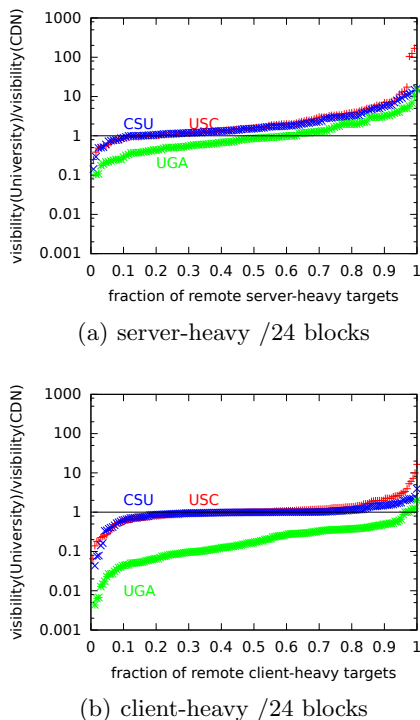 visibility(University)/visibility(CDN)
1000
100
10
1
0.1
0.01
0.001
CSU
USC
UGA
0 0.1 0.2 0.3 0.4 0.5 0.6 0.7 0.8 0.9 1
fraction of remote server-heavy targets
(a) server-heavy /24 blocks
visibility(University)/visibility(CDN)
1000
100
10
1
0.1
0.01
0.001
CSU
USC
UGA
0 0.1 0.2 0.3 0.4 0.5 0.6 0.7 0.8 0.9 1
fraction of remote client-heavy targets
(b) client-heavy /24 blocks